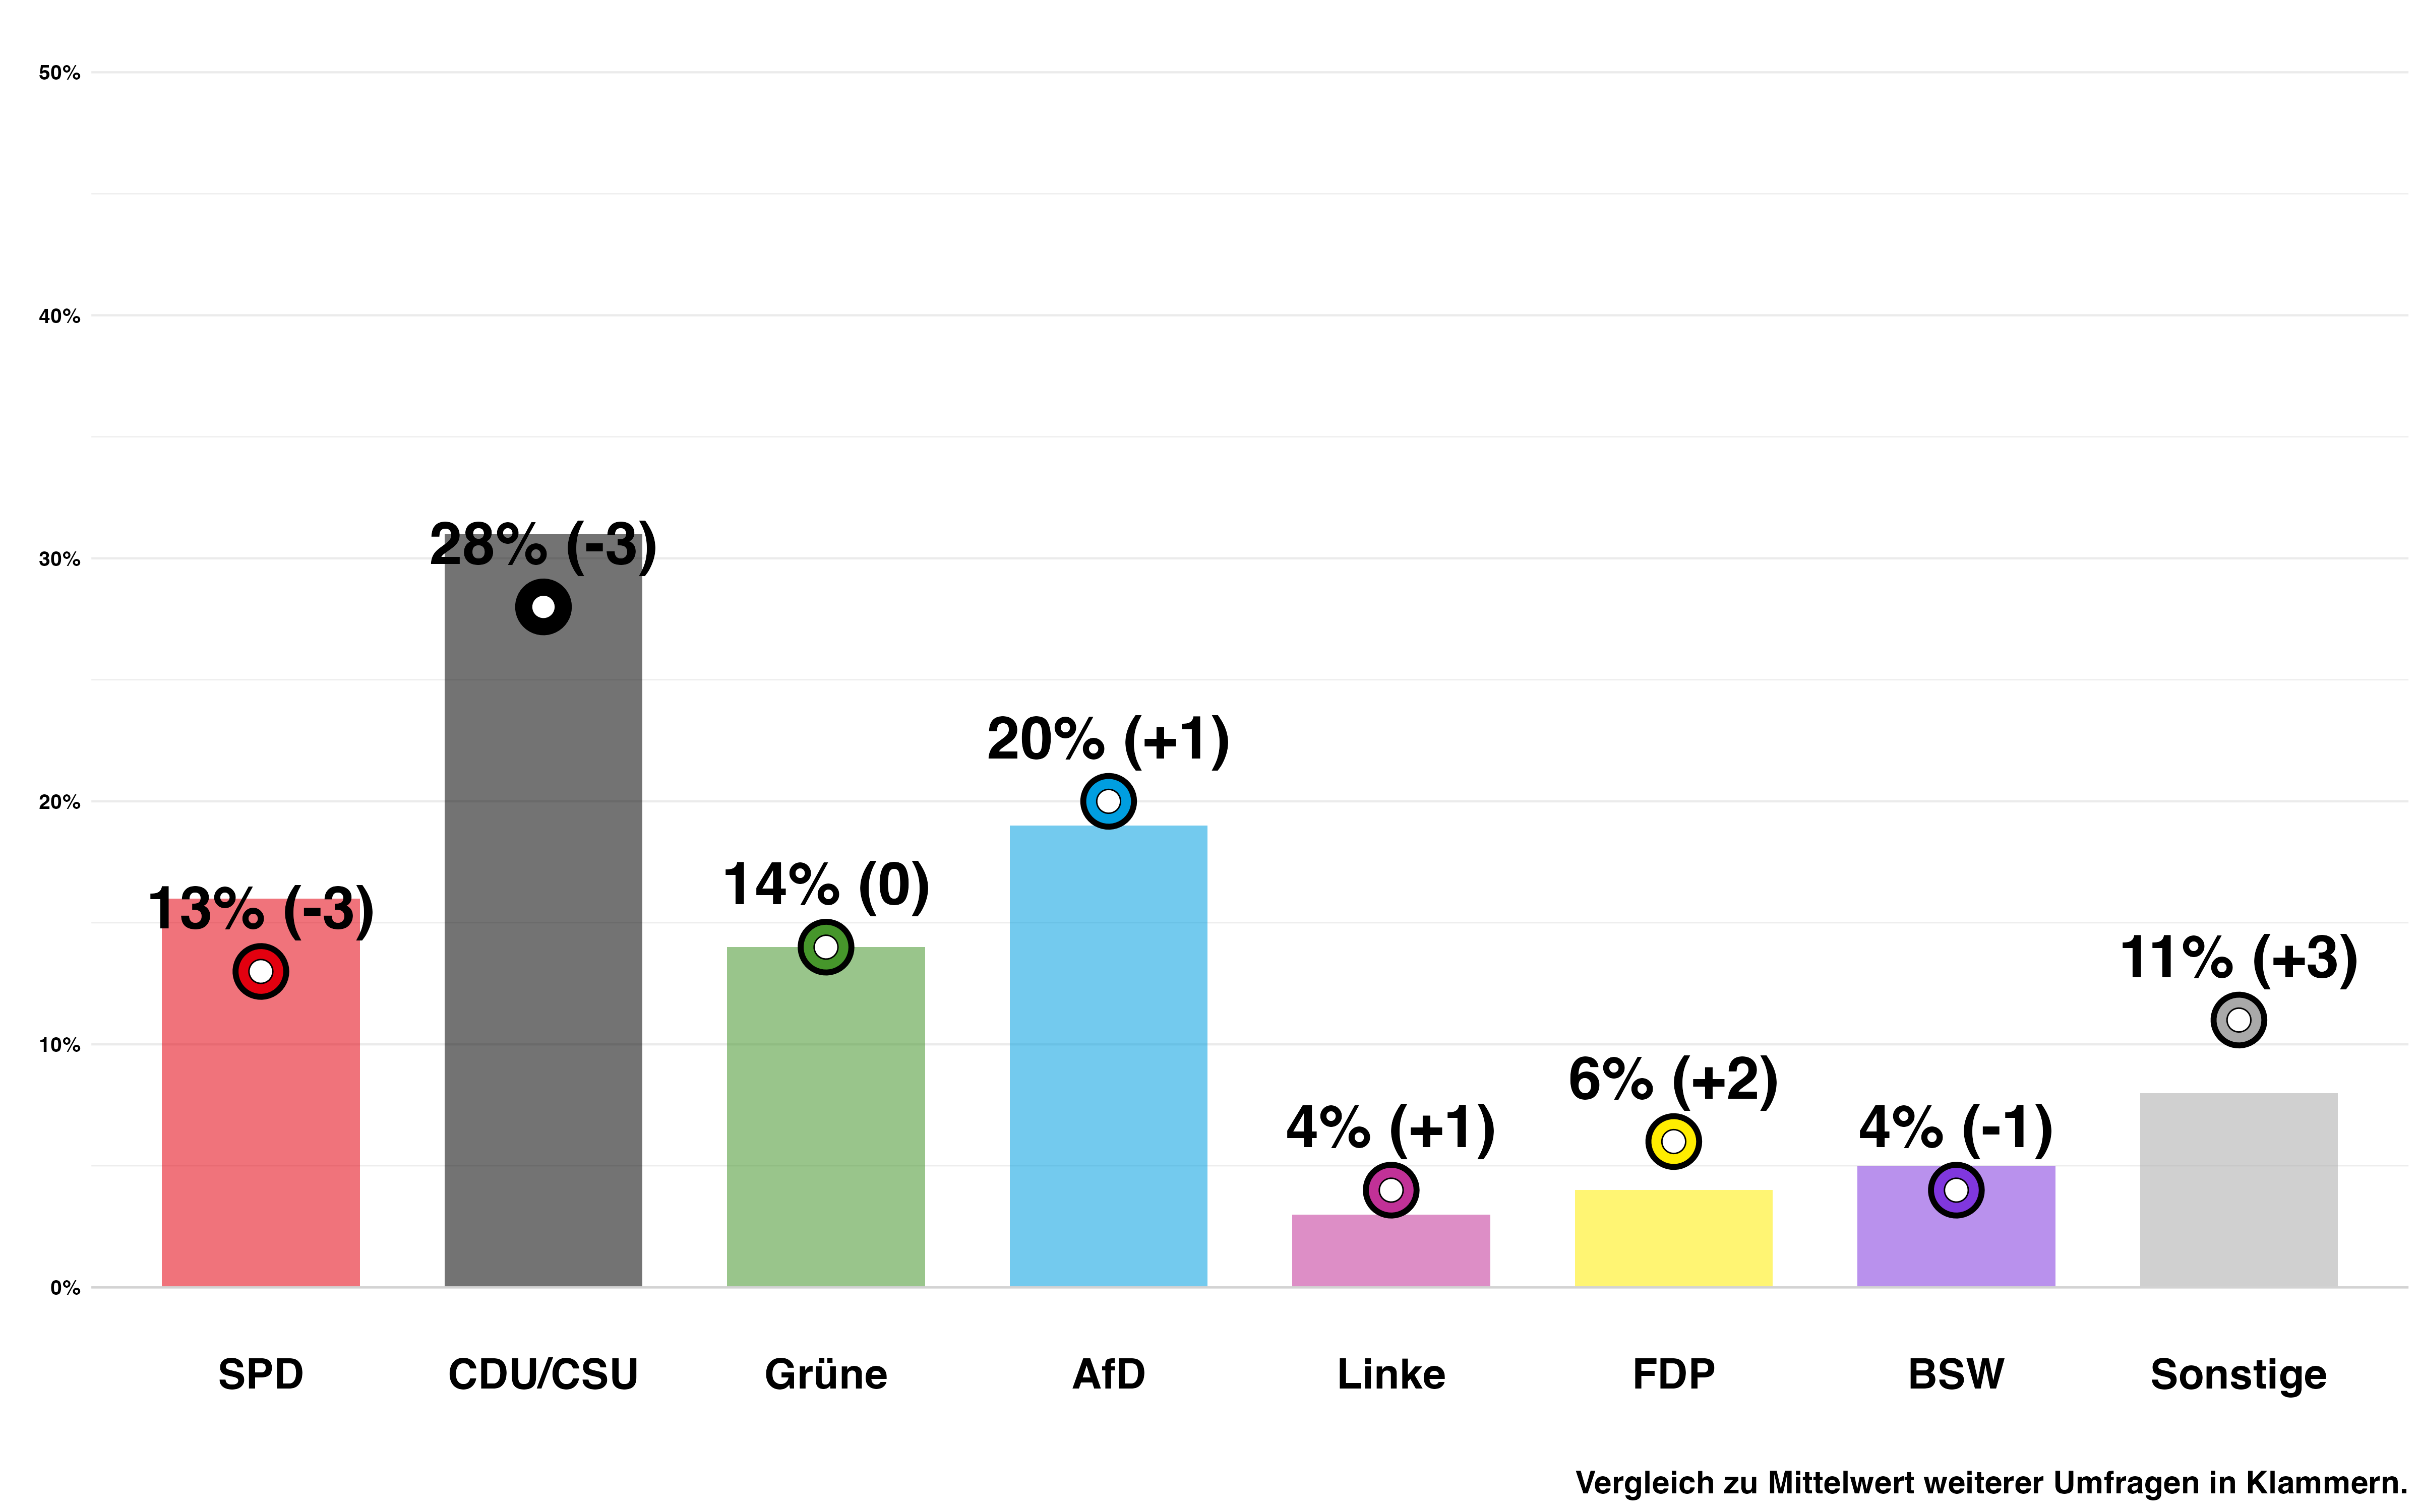 50%
40%
30%
20%
10%
0%
13% (-3)
28% (-3)
14% (0)
20% (+1)
4% (+1)
6% (+2)
4% (-1)
11% (+3)
SPD
CDU/CSU
Grüne
AfD
Linke
FDP
BSW
Sonstige
Vergleich zu Mittelwert weiterer Umfragen in Klammern.